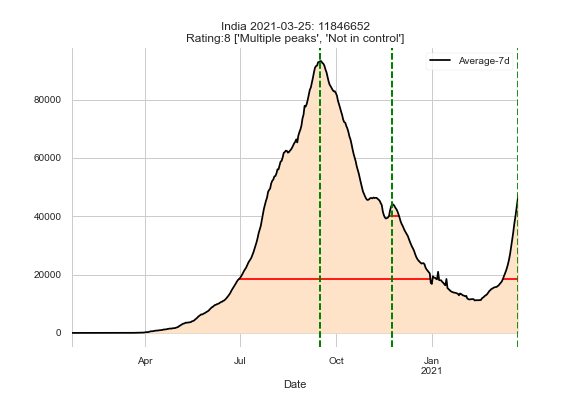 India 2021-03-25: 11846652
Rating:8 ['Multiple peaks', 'Not in control']
Average-7d
80000
60000
40000
20000
0
Apr
Jul
Oct
Jan
2021
Date